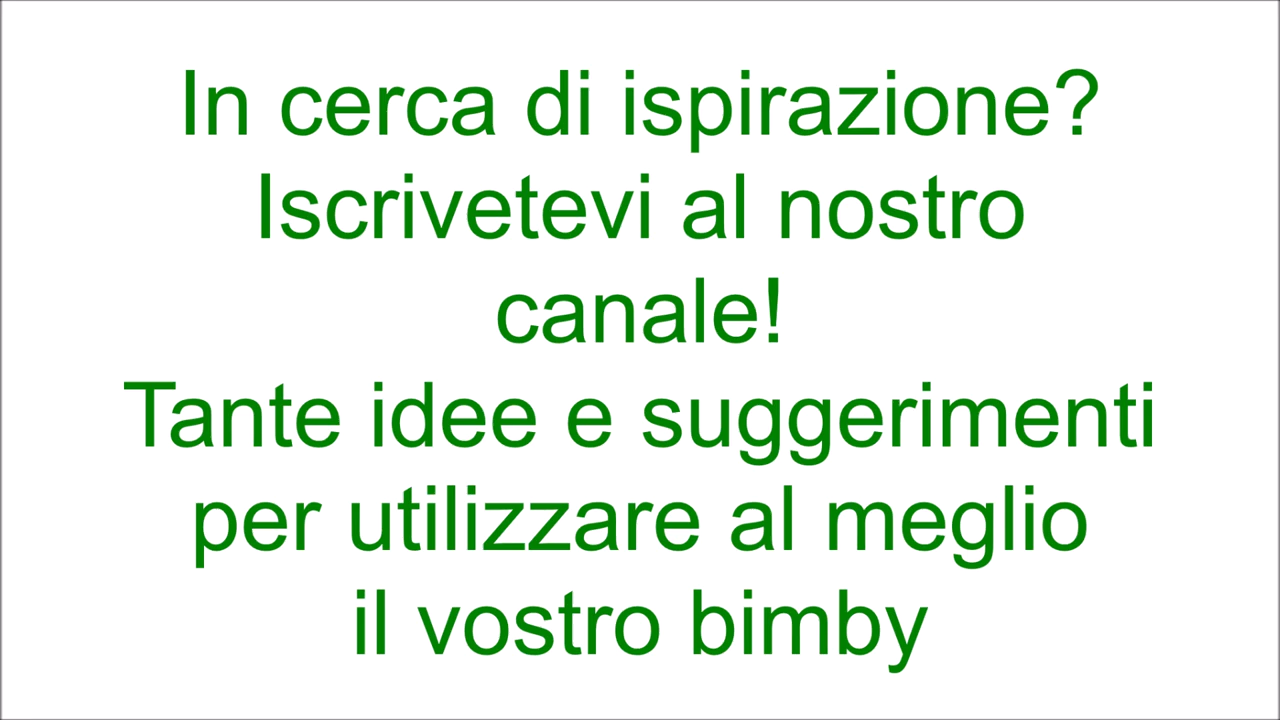 In cerca di ispirazione?
Iscrivetevi al nostro
canale!
Tante idee e suggerimenti
per utilizzare al meglio
il vostro bimby